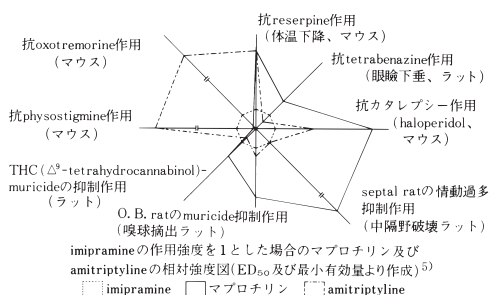 抗reserpine作用
(体温下降、マウス)
抗oxotremorine作用
(マウス)
抗tetrabenazine作用
(眼瞼下垂、ラット)
抗カタレプシー作用
(haloperidol、
マウス)
抗physostigmine作用
(マウス)
THC(△⁹-tetrahydrocannabinol)-
muricideの抑制作用
(ラット)
septal ratの情動過多
抑制作用
(中隔野破壊ラット)
O. B. ratのmuricide抑制作用
(嗅球摘出ラット)
imipramineの作用強度を1とした場合のマプロチリン及び
amitriptylineの相対強度図(ED₅₀及び最小有効量より作成)⁵⁾
imipramine マプロチリン amitriptyline